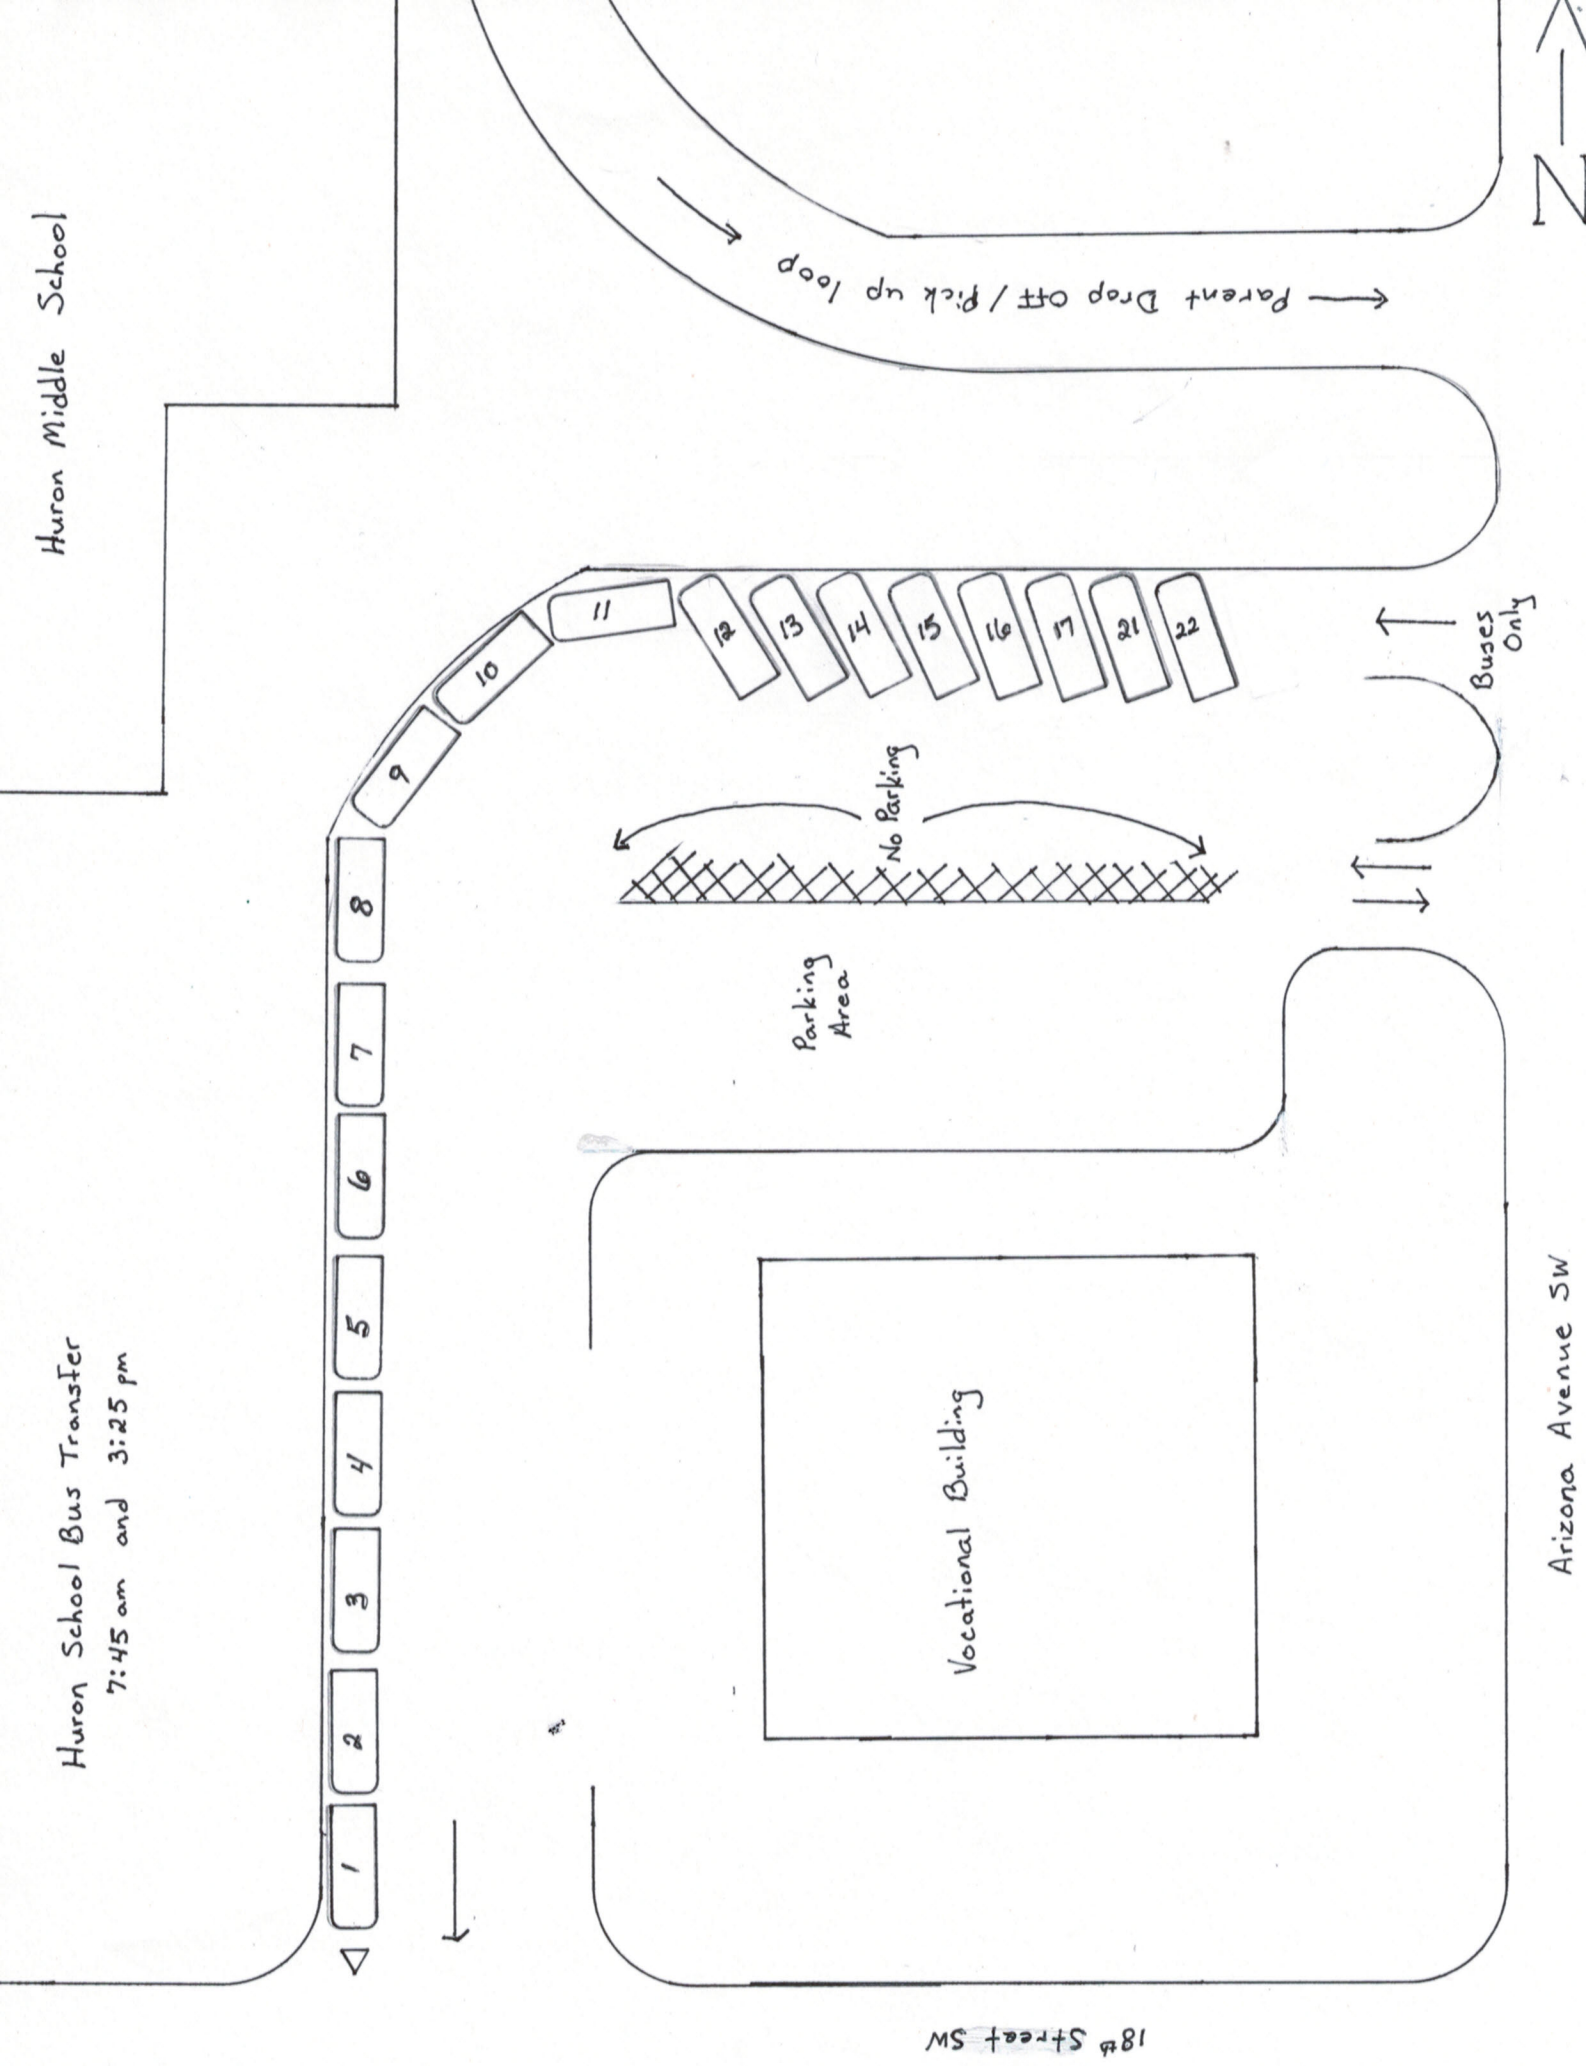 Huron Middle School
Huron School Bus Transfer
7:45 am and 3:25 pm
1
2
3
4
5
6
7
8
9
10
11
12
13
14
15
16
17
21
22
Parent Drop Off / Pick up loop
No Parking
Parking
Area
Buses
Only
Vocational Building
Arizona Avenue SW
18th Street SW
N